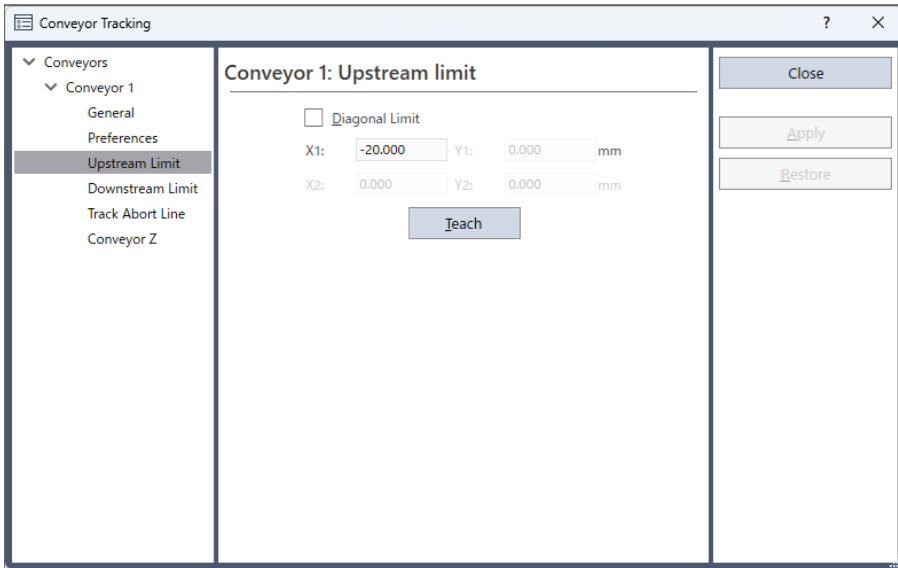 Conveyor Tracking
?
Conveyors
Conveyor 1
General
Preferences
Upstream Limit
Downstream Limit
Track Abort Line
Conveyor Z
Conveyor 1: Upstream limit
Diagonal Limit
X1: -20.000 Y1: 0.000 mm
X2: 0.000 Y2: 0.000 mm
Teach
Close
Apply
Restore